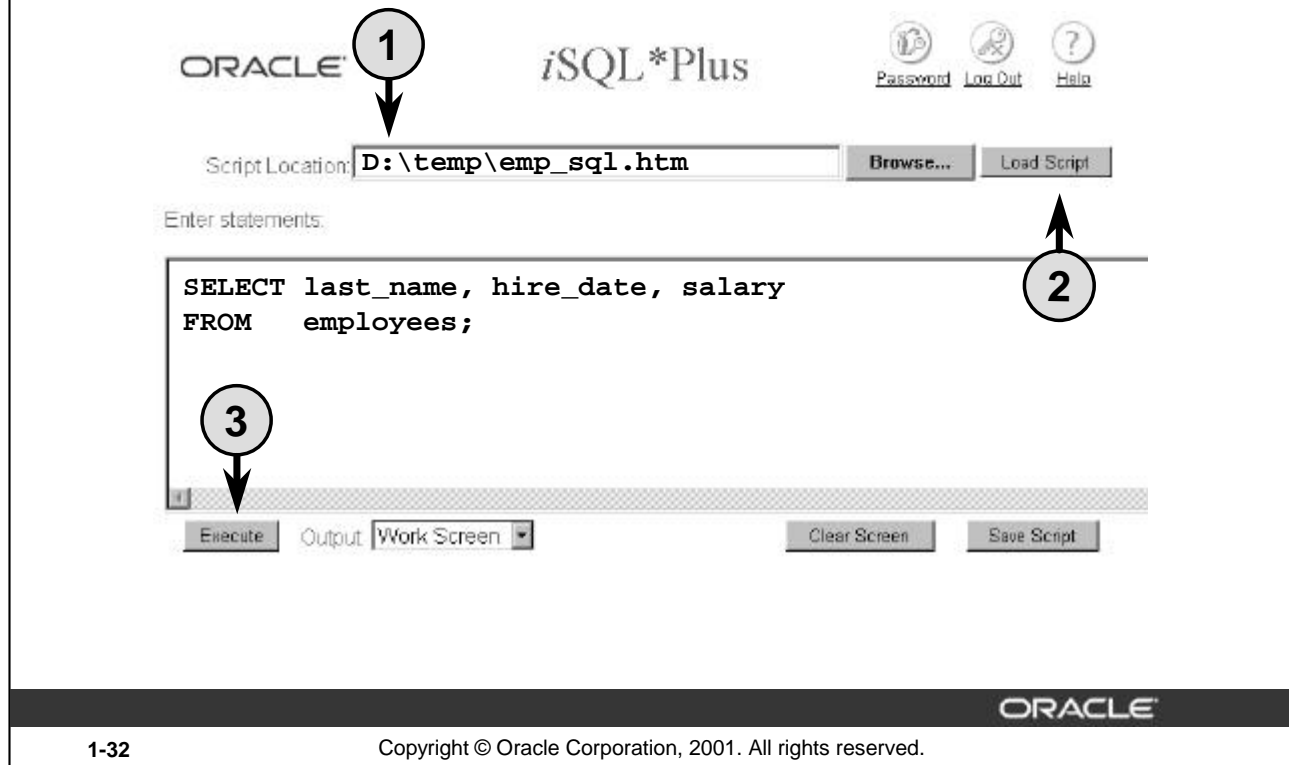 1
ORACLE
iSQL*Plus
Password Log Out Help
Script Location: D:\temp\emp_sql.htm Browse... Load Script
Enter statements:
2
SELECT last_name, hire_date, salary
FROM employees;
3
Execute Output Work Screen Clear Screen Save Script
ORACLE
1-32 Copyright © Oracle Corporation, 2001. All rights reserved.